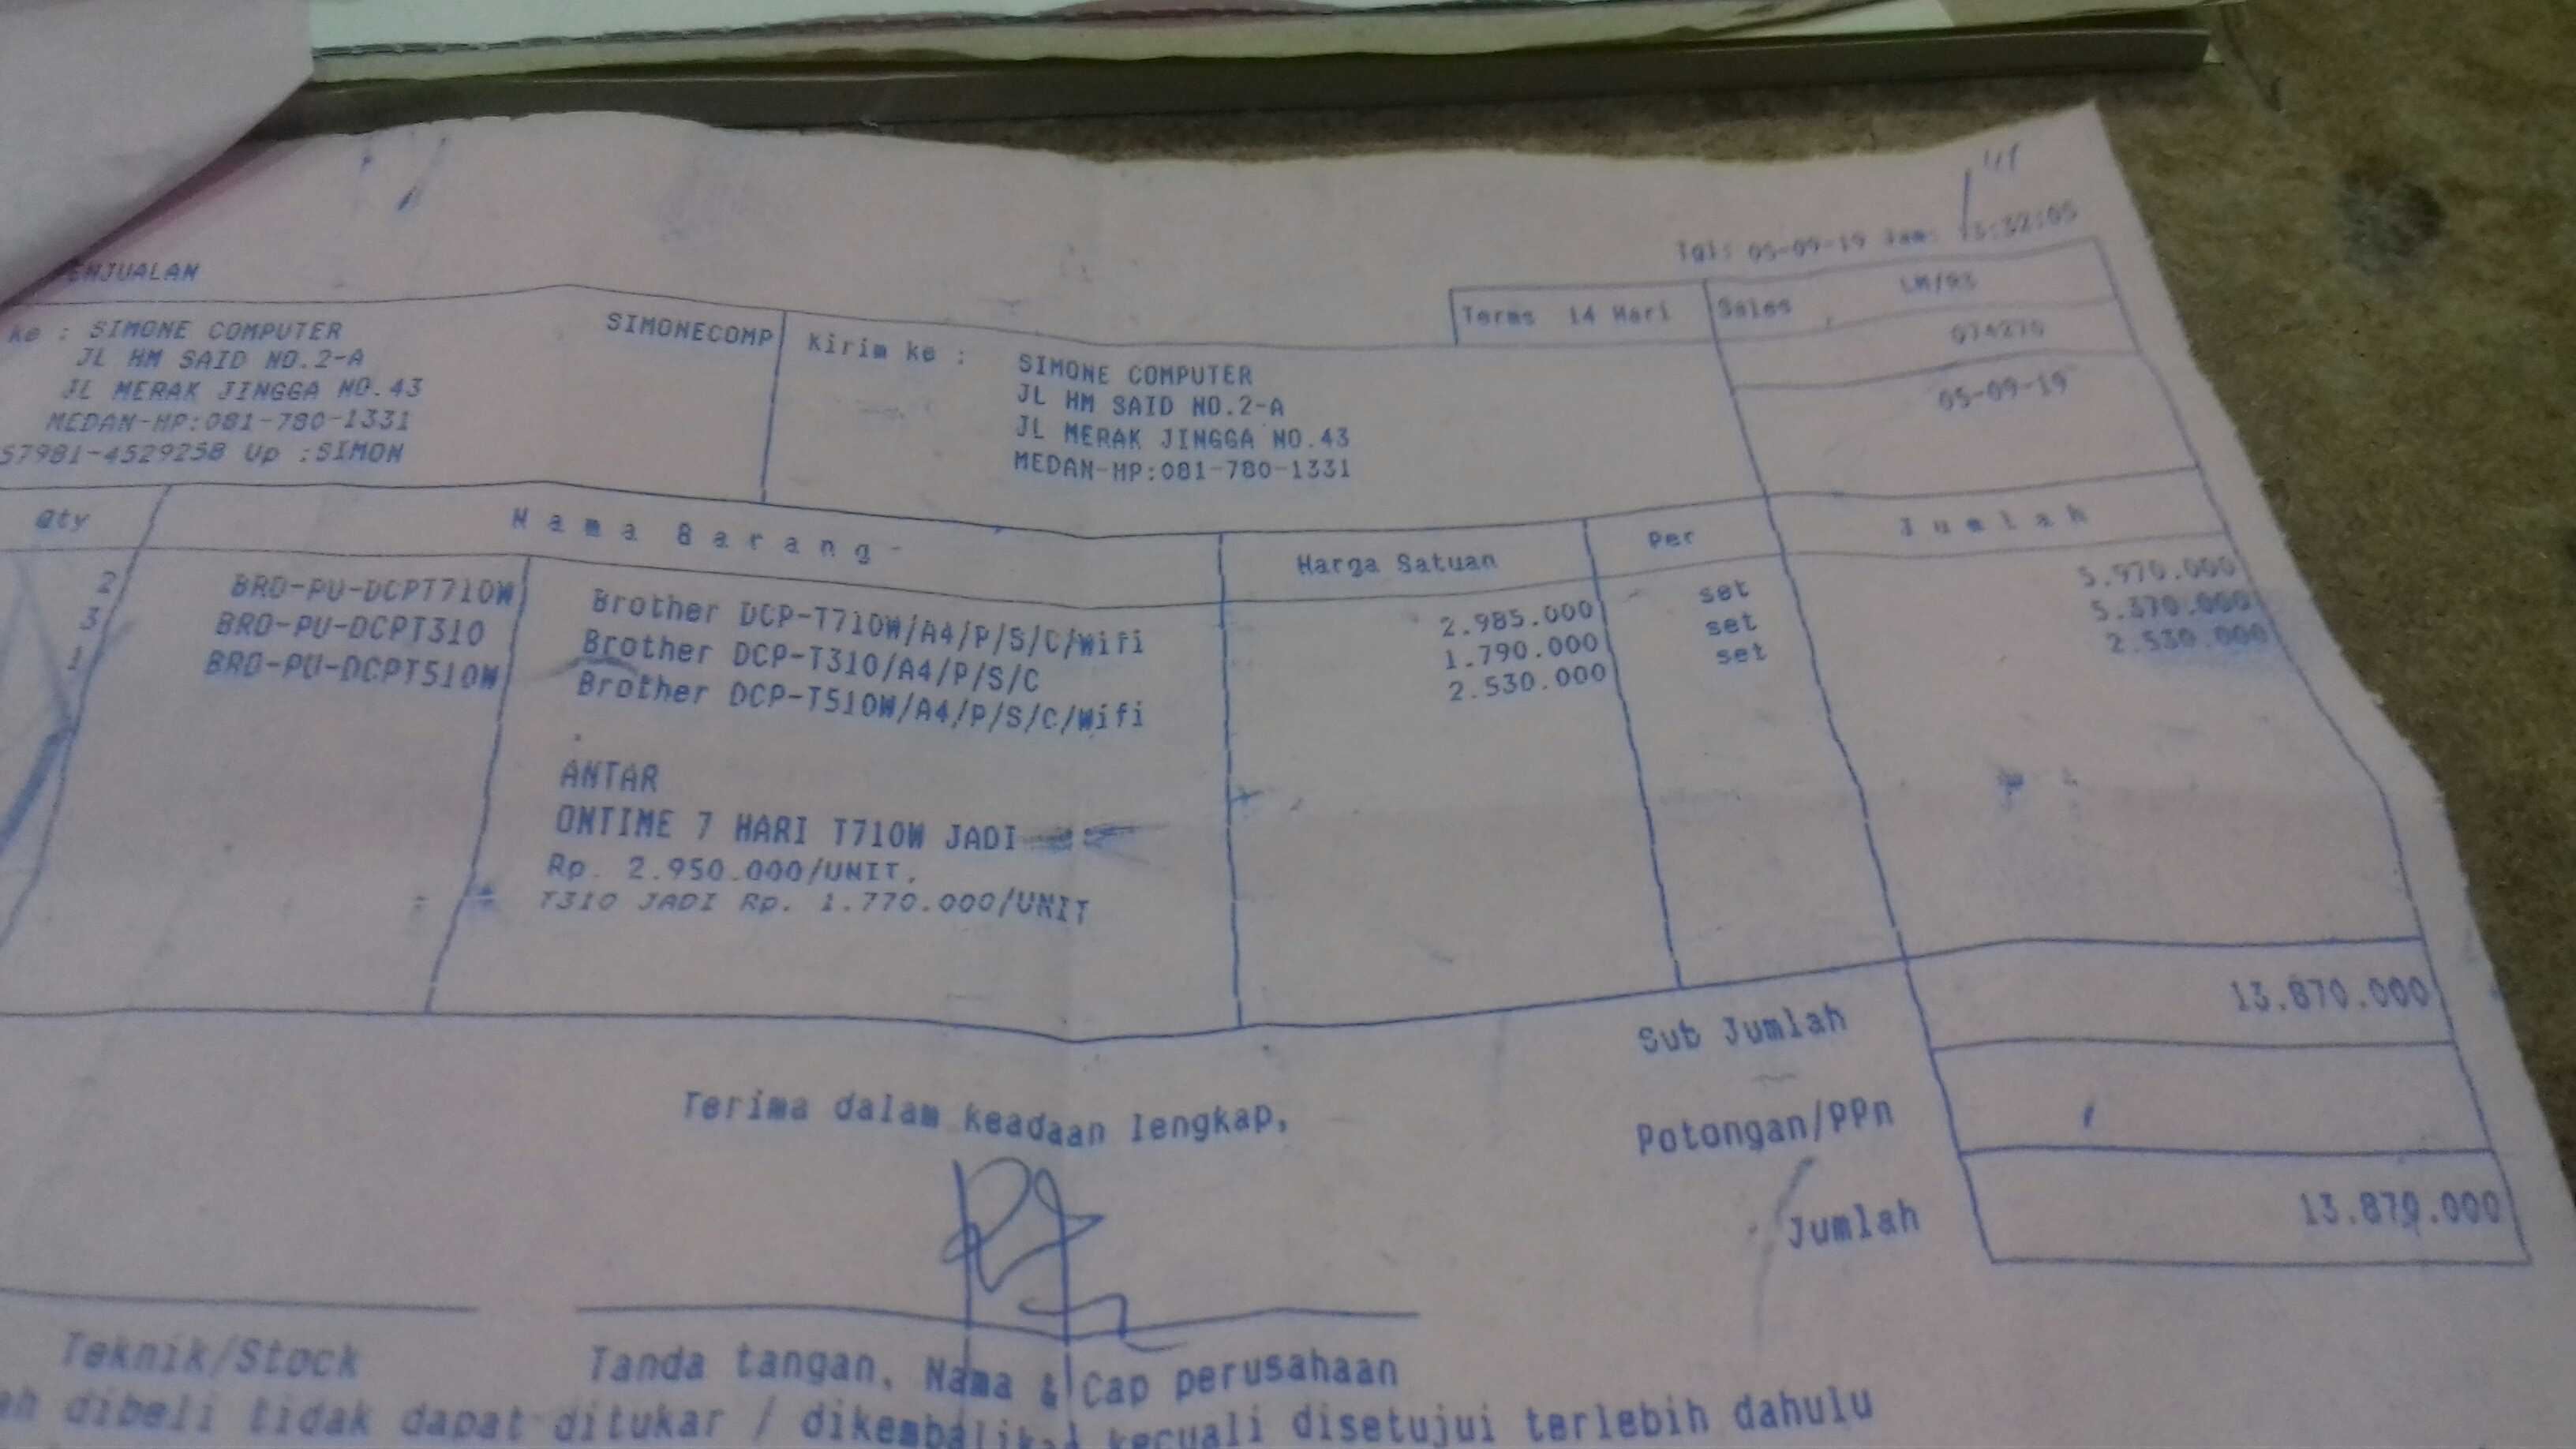 Tgl: 05-09-19 Jam: 15:32:05
ENJUALAN
Terms 14 Hari Sales
ke : SIMONE COMPUTER SIMONECOMP
JL HM SAID NO.2-A
JL MERAK JINGGA NO.43
MEDAN-HP:081-780-1331
57981-4529258 Up :SIMON
Kirim ke : SIMONE COMPUTER
JL HM SAID NO.2-A
JL MERAK JINGGA NO.43
MEDAN-HP:081-780-1331
074270
05-09-19
Qty Nama Barang Harga Satuan Per Jumlah
2 BRO-PU-DCPT710W Brother DCP-T710W/A4/P/S/C/Wifi 2.985.000 set 5.970.000
3 BRO-PU-DCPT310 Brother DCP-T310/A4/P/S/C 1.790.000 set 5.370.000
1 BRO-PU-DCPT510W Brother DCP-T510W/A4/P/S/C/Wifi 2.530.000 set 2.530.000
ANTAR
ONTIME 7 HARI T710W JADI
Rp. 2.950.000/UNIT.
T310 JADI Rp. 1.770.000/UNIT
Sub Jumlah 13.870.000
Terima dalam keadaan lengkap,
Potongan/PPn
Jumlah 13.870.000
Teknik/Stock
Tanda tangan, Nama & Cap perusahaan
ah dibeli tidak dapat ditukar / dikembalikan kecuali disetujui terlebih dahulu